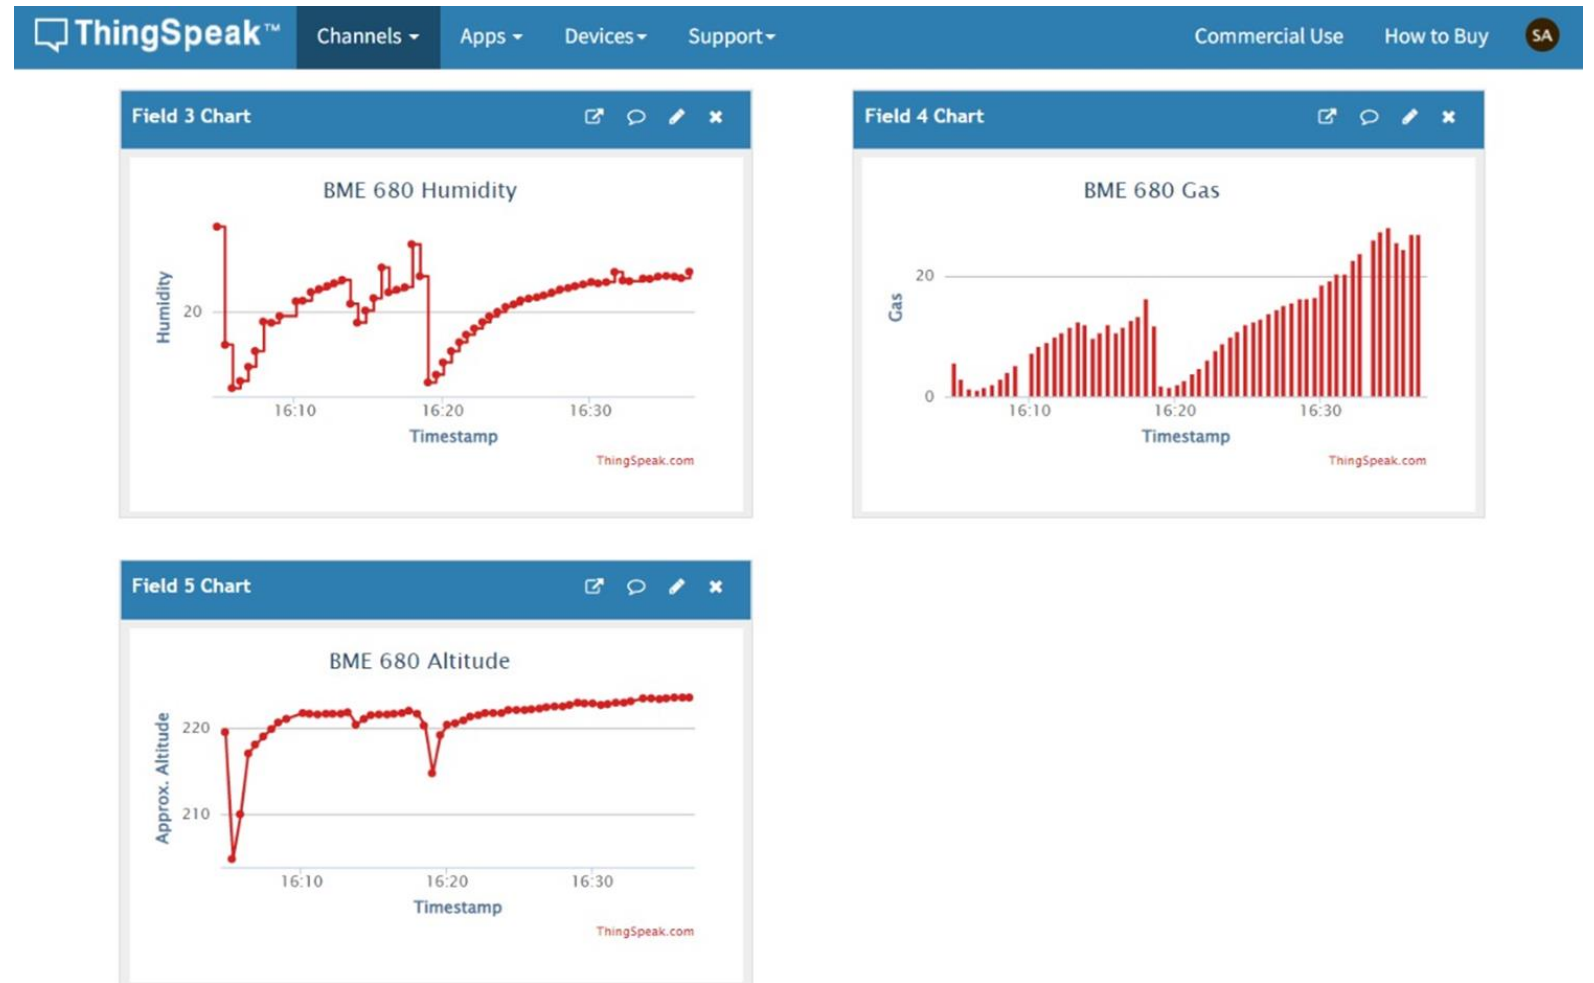 ThingSpeak™ Channels Apps Devices Support Commercial Use How to Buy SA
Field 3 Chart
BME 680 Humidity
Humidity
20
16:10 16:20 16:30
Timestamp
ThingSpeak.com
Field 4 Chart
BME 680 Gas
Gas
20
0
16:10 16:20 16:30
Timestamp
ThingSpeak.com
Field 5 Chart
BME 680 Altitude
Approx. Altitude
220
210
16:10 16:20 16:30
Timestamp
ThingSpeak.com